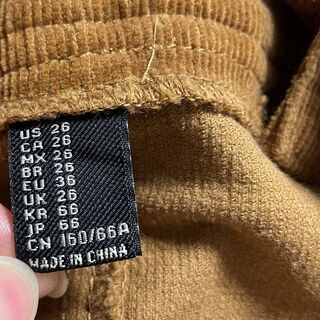 US 26
CA 26
MX 26
BR 26
EU 36
UK 26
KR 66
JP 66
CN 160/66A
MADE IN CHINA